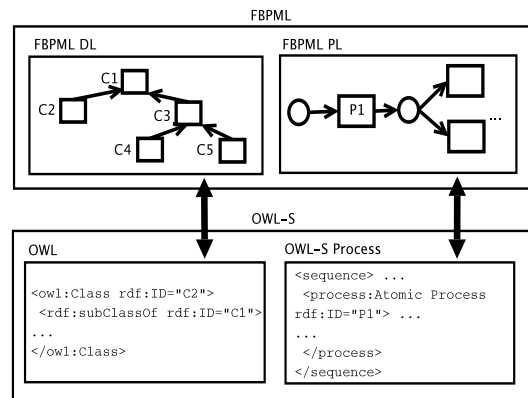 FBPML
FBPML DL
C1
C2
C3
C4
C5
FBPML PL
P1
...
OWL-S
OWL
<owl:Class rdf:ID="C2">
<rdf:subClassOf rdf:ID="C1">
...
</owl:Class>
OWL-S Process
<sequence> ...
<process:Atomic Process
rdf:ID="P1"> ...
...
</process>
</sequence>